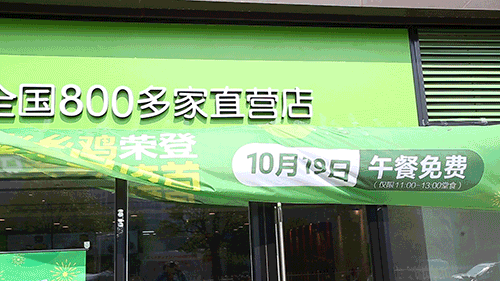 全国800多家直营店
乡鸡荣登
10月19日 午餐免费
(仅限11:00-13:00堂食)